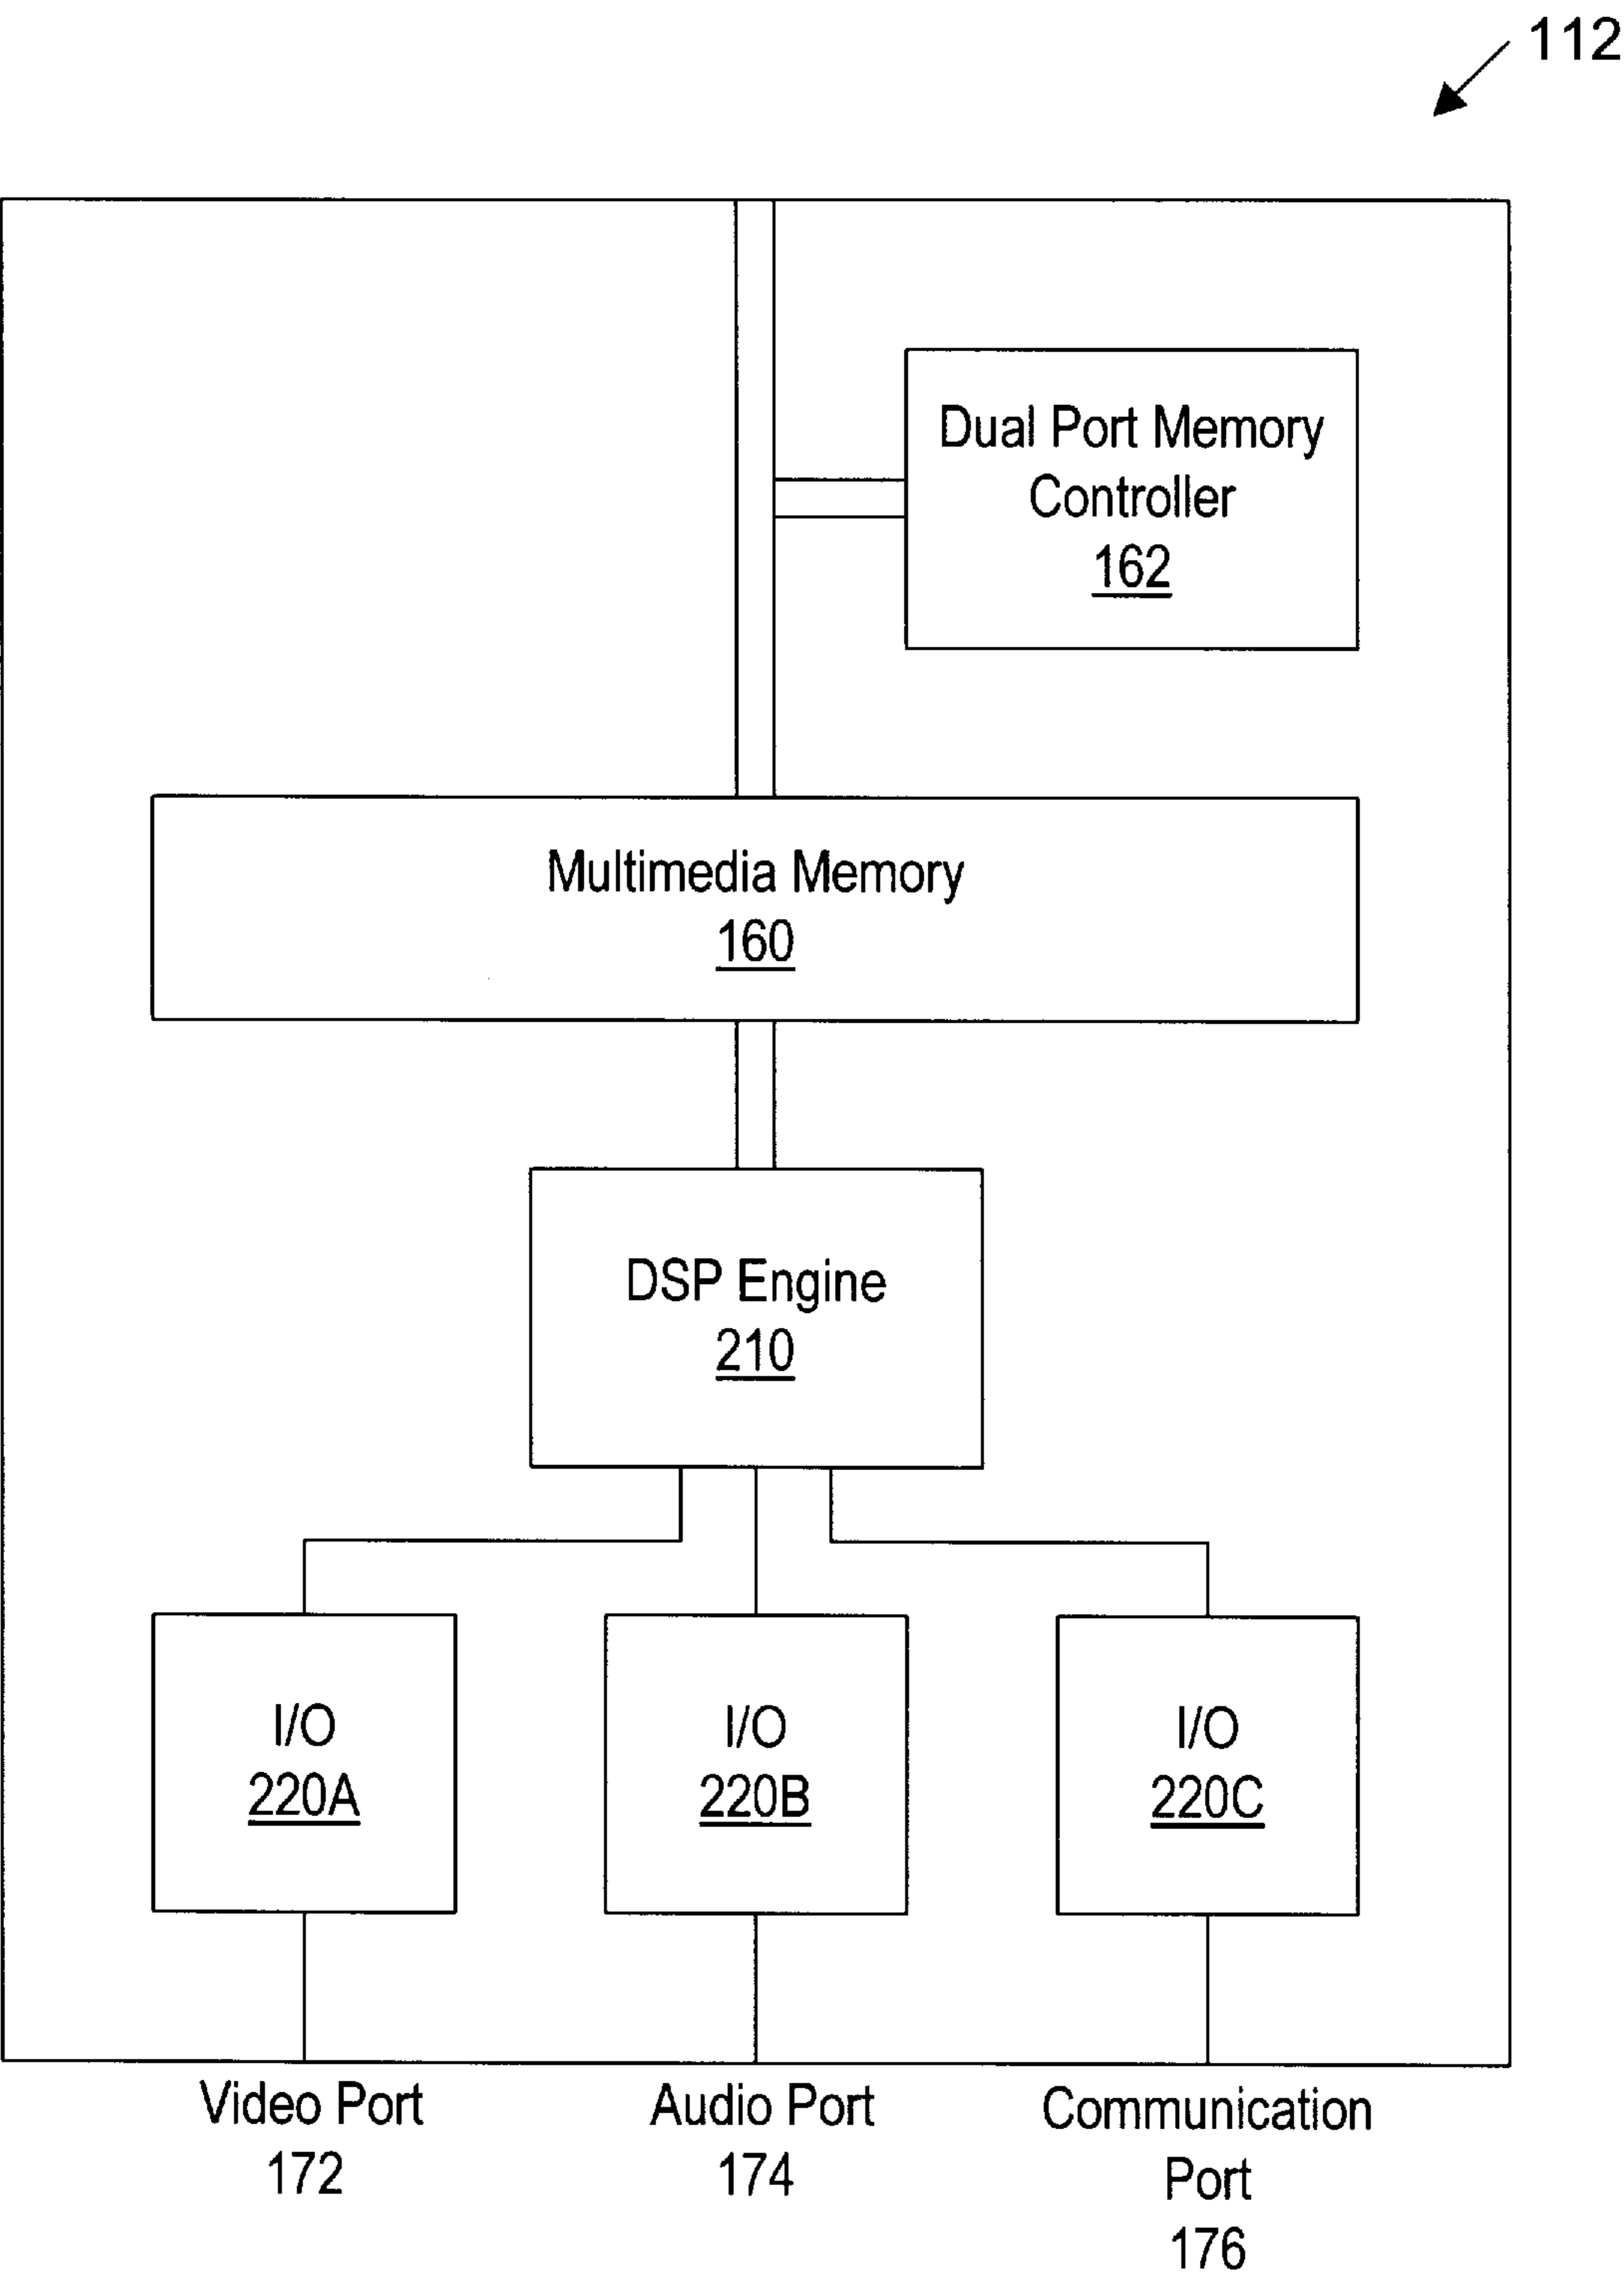 112
Dual Port Memory
Controller
162
Multimedia Memory
160
DSP Engine
210
I/O
220A
I/O
220B
I/O
220C
Video Port
172
Audio Port
174
Communication
Port
176